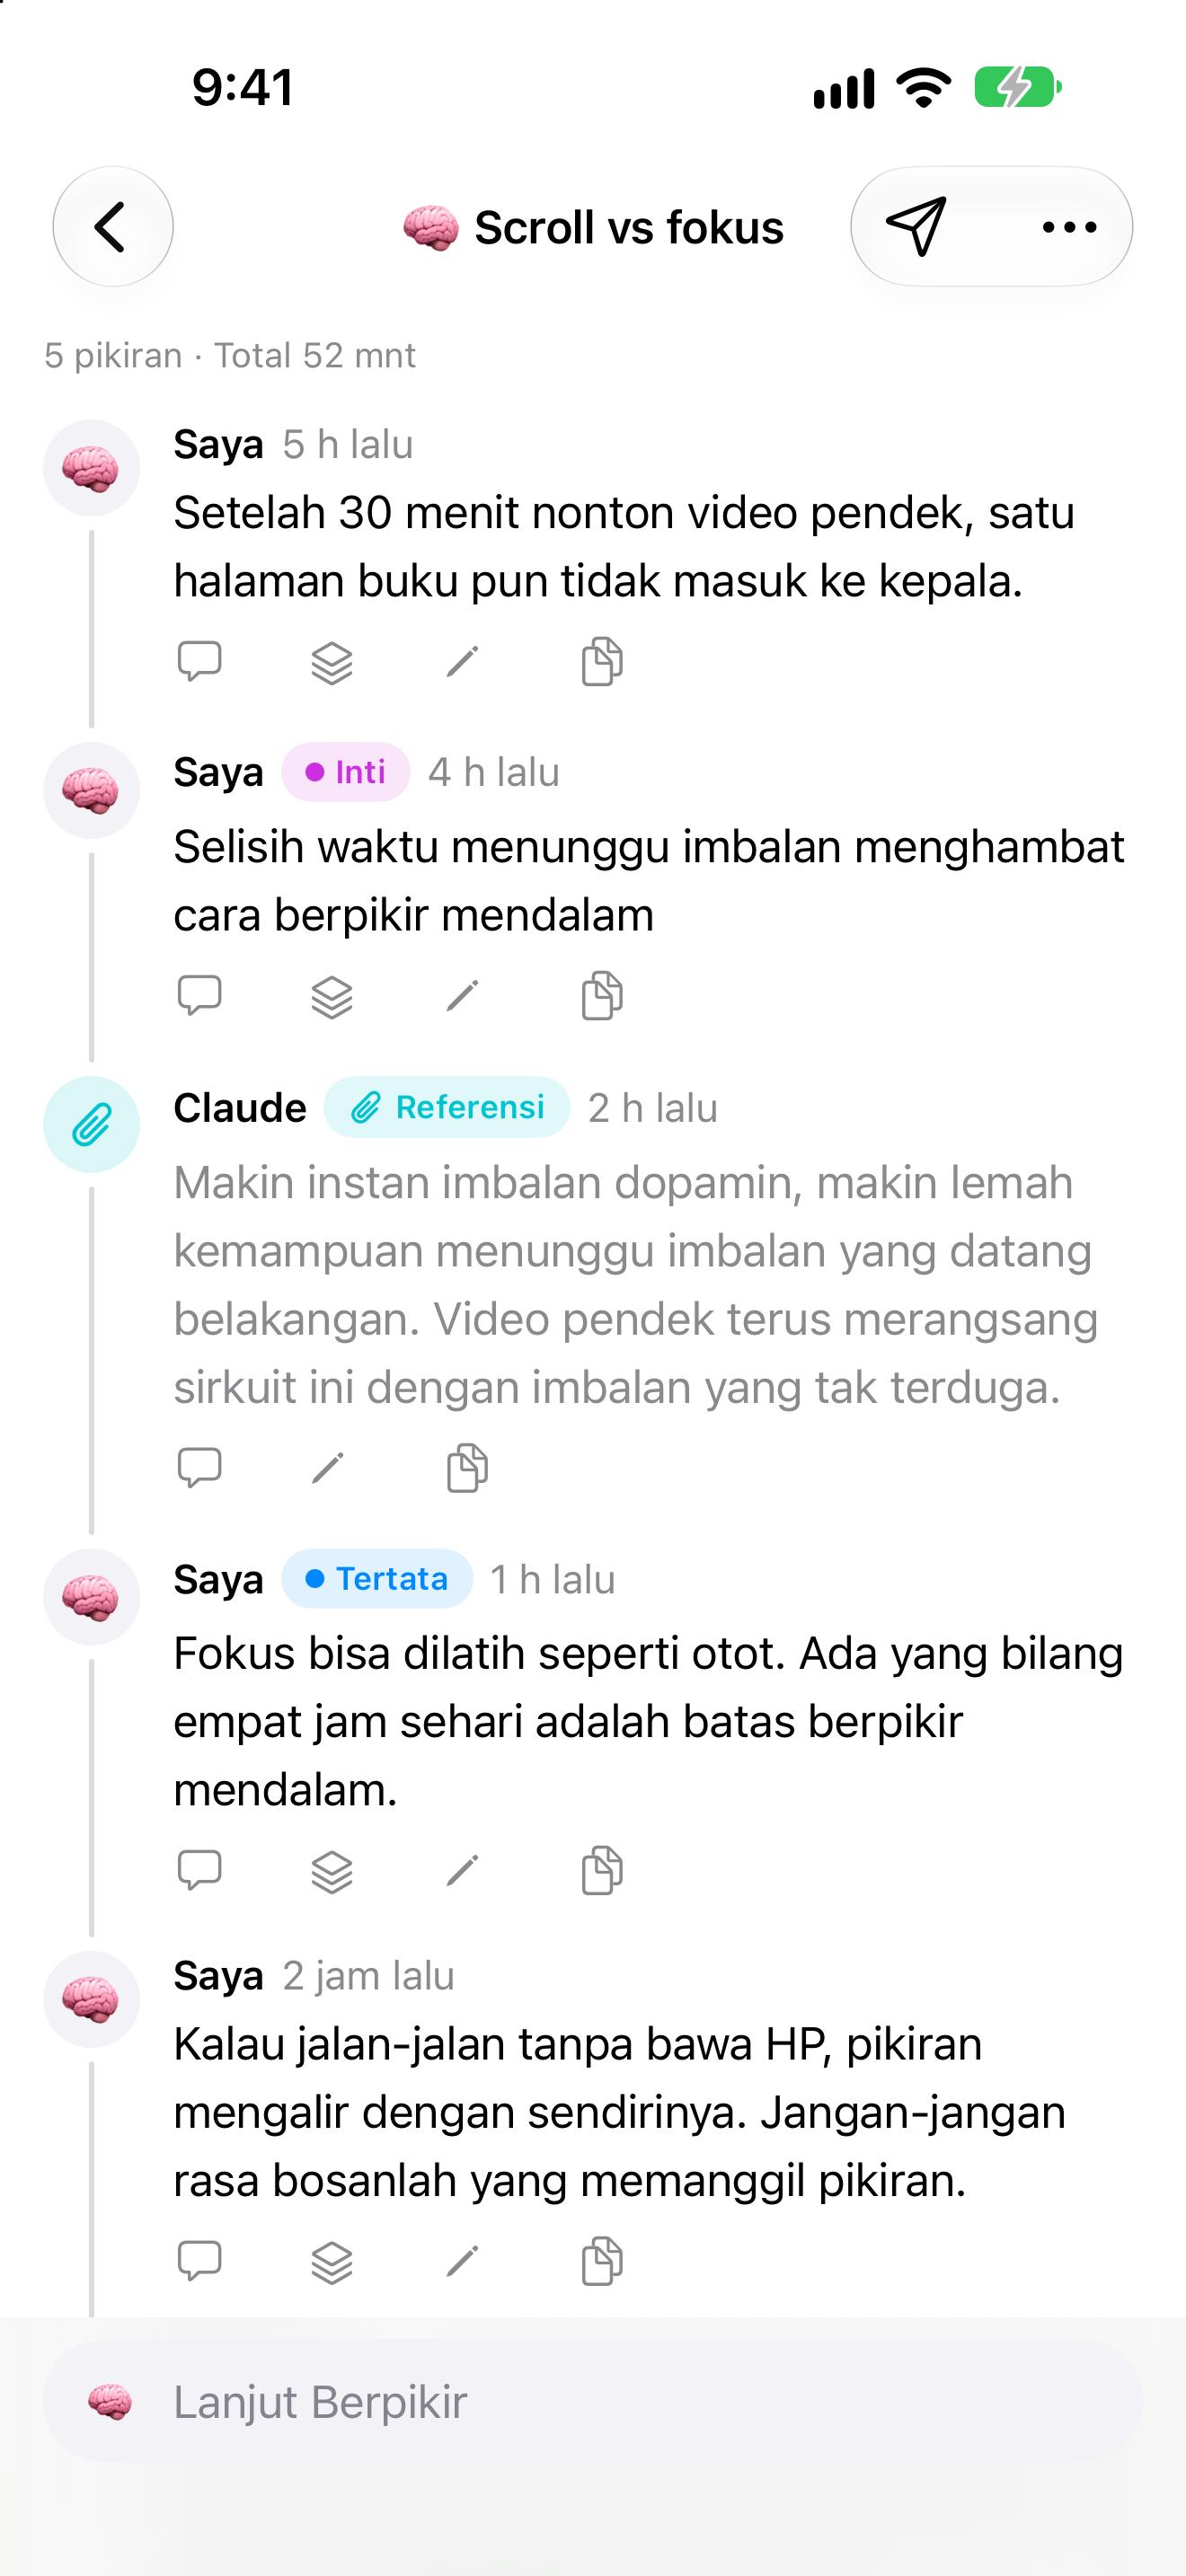 9:41
🧠 Scroll vs fokus
5 pikiran · Total 52 mnt
Saya 5 h lalu
Setelah 30 menit nonton video pendek, satu
halaman buku pun tidak masuk ke kepala.
Saya Inti 4 h lalu
Selisih waktu menunggu imbalan menghambat
cara berpikir mendalam
Claude Referensi 2 h lalu
Makin instan imbalan dopamin, makin lemah
kemampuan menunggu imbalan yang datang
belakangan. Video pendek terus merangsang
sirkuit ini dengan imbalan yang tak terduga.
Saya Tertata 1 h lalu
Fokus bisa dilatih seperti otot. Ada yang bilang
empat jam sehari adalah batas berpikir
mendalam.
Saya 2 jam lalu
Kalau jalan-jalan tanpa bawa HP, pikiran
mengalir dengan sendirinya. Jangan-jangan
rasa bosanlah yang memanggil pikiran.
Lanjut Berpikir